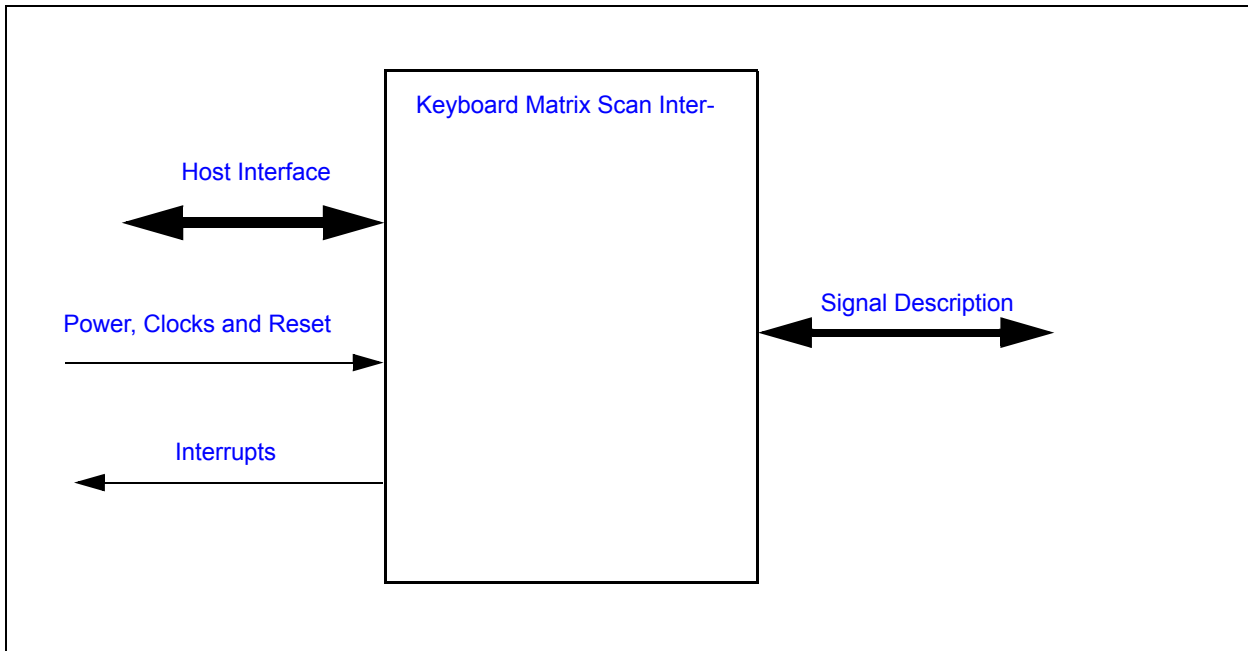 Keyboard Matrix Scan Inter-
Host Interface
Signal Description
Power, Clocks and Reset
Interrupts